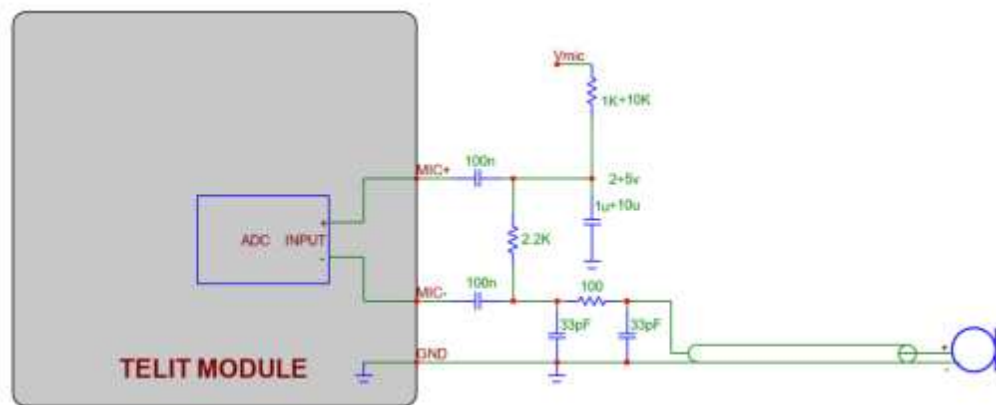 Vmic
1K÷10K
MIC+
100n
2÷5v
1u÷10u
+
ADC INPUT
-
2.2K
100n
100
MIC-
33pF
33pF
GND
+
-
TELIT MODULE